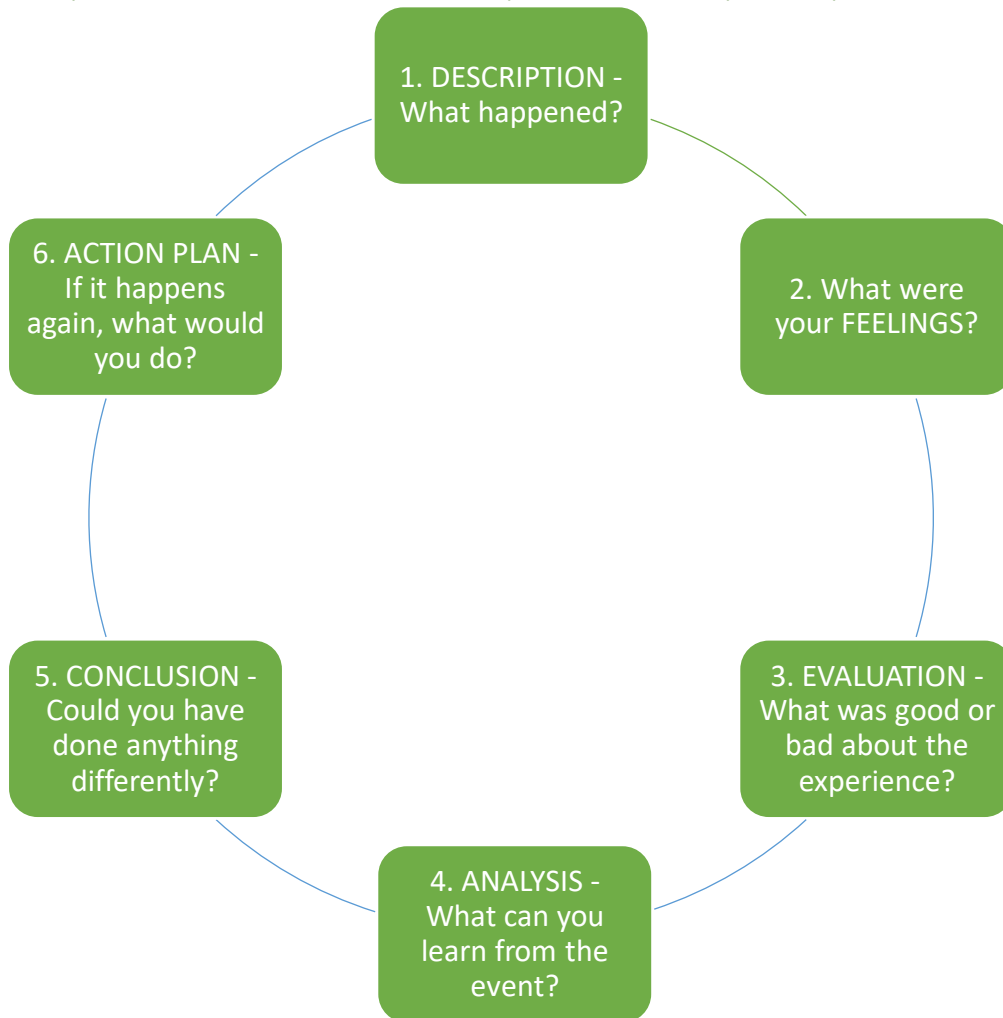 1. DESCRIPTION -
What happened?
2. What were
your FEELINGS?
3. EVALUATION -
What was good or
bad about the
experience?
4. ANALYSIS -
What can you
learn from the
event?
5. CONCLUSION -
Could you have
done anything
differently?
6. ACTION PLAN -
If it happens
again, what would
you do?